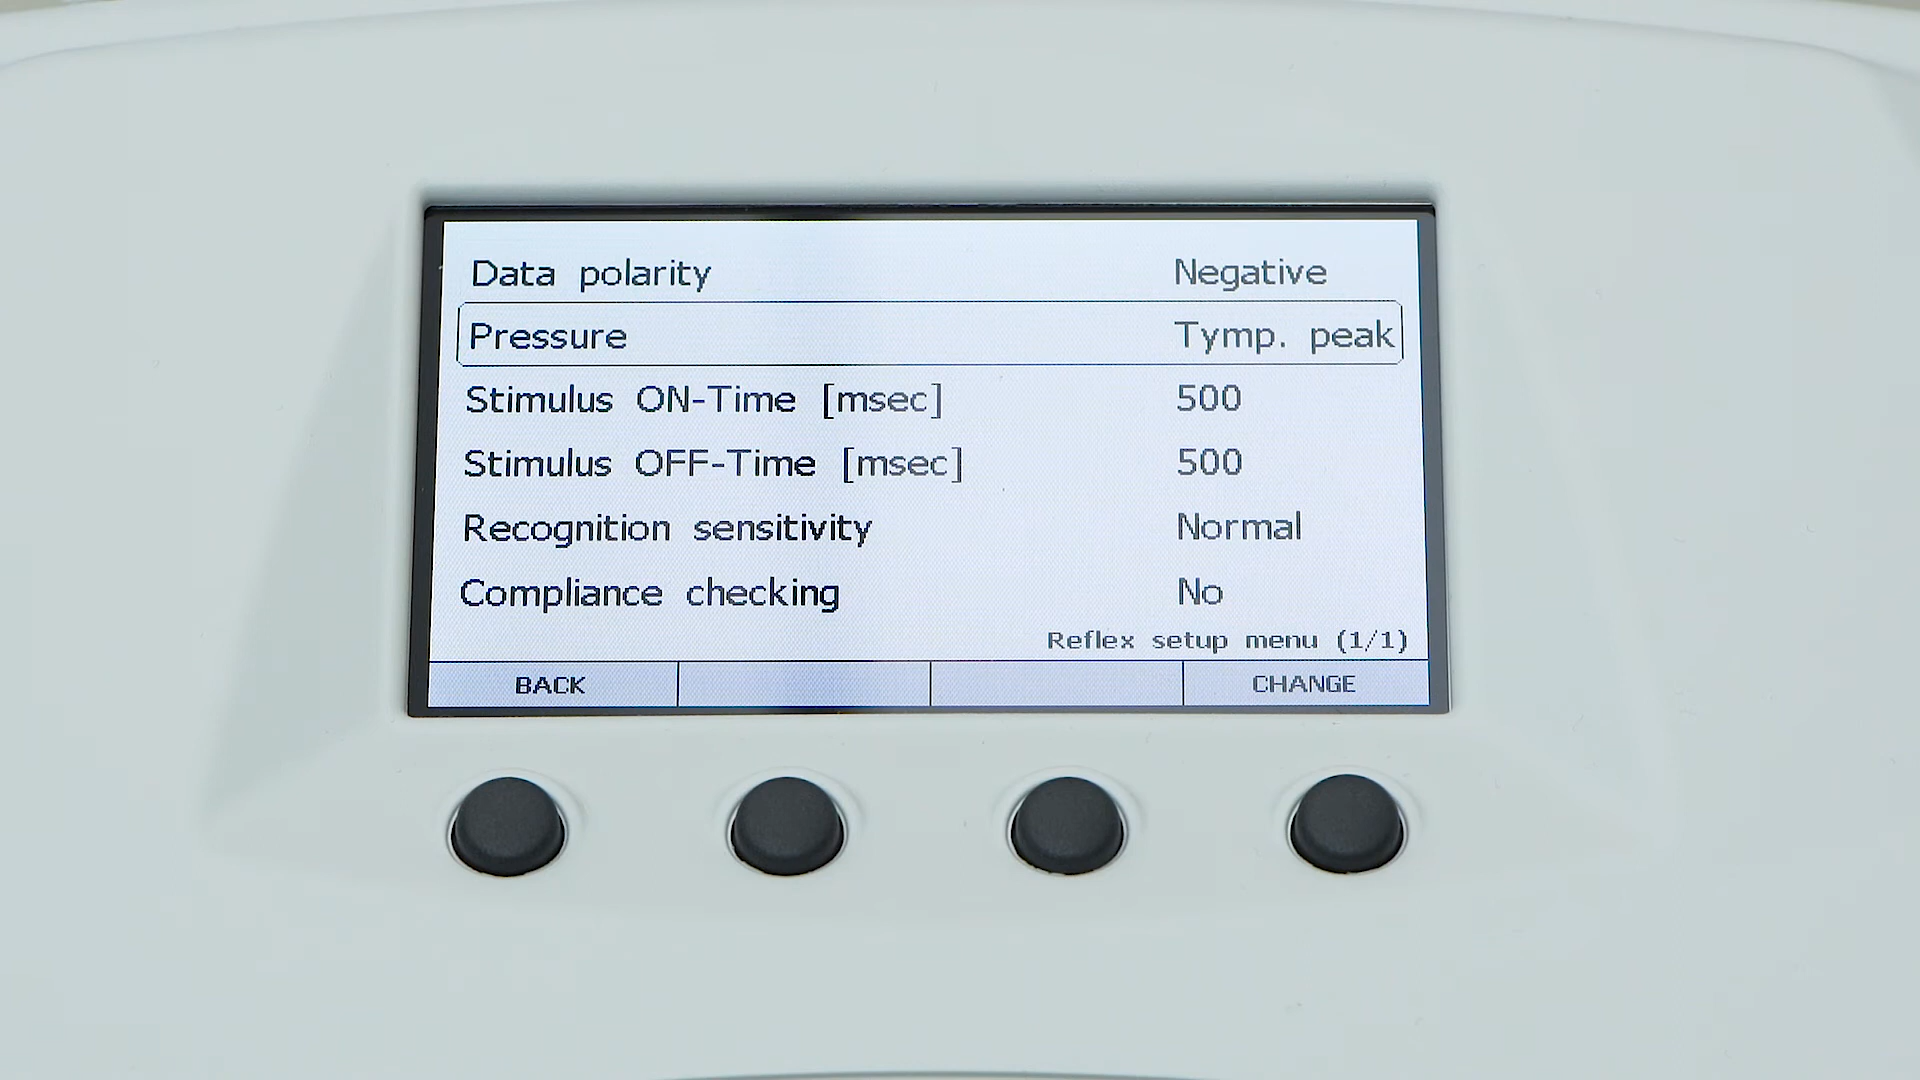 Data polarity Negative
Pressure Tymp. peak
Stimulus ON-Time [msec] 500
Stimulus OFF-Time [msec] 500
Recognition sensitivity Normal
Compliance checking No
Reflex setup menu (1/1)
BACK CHANGE